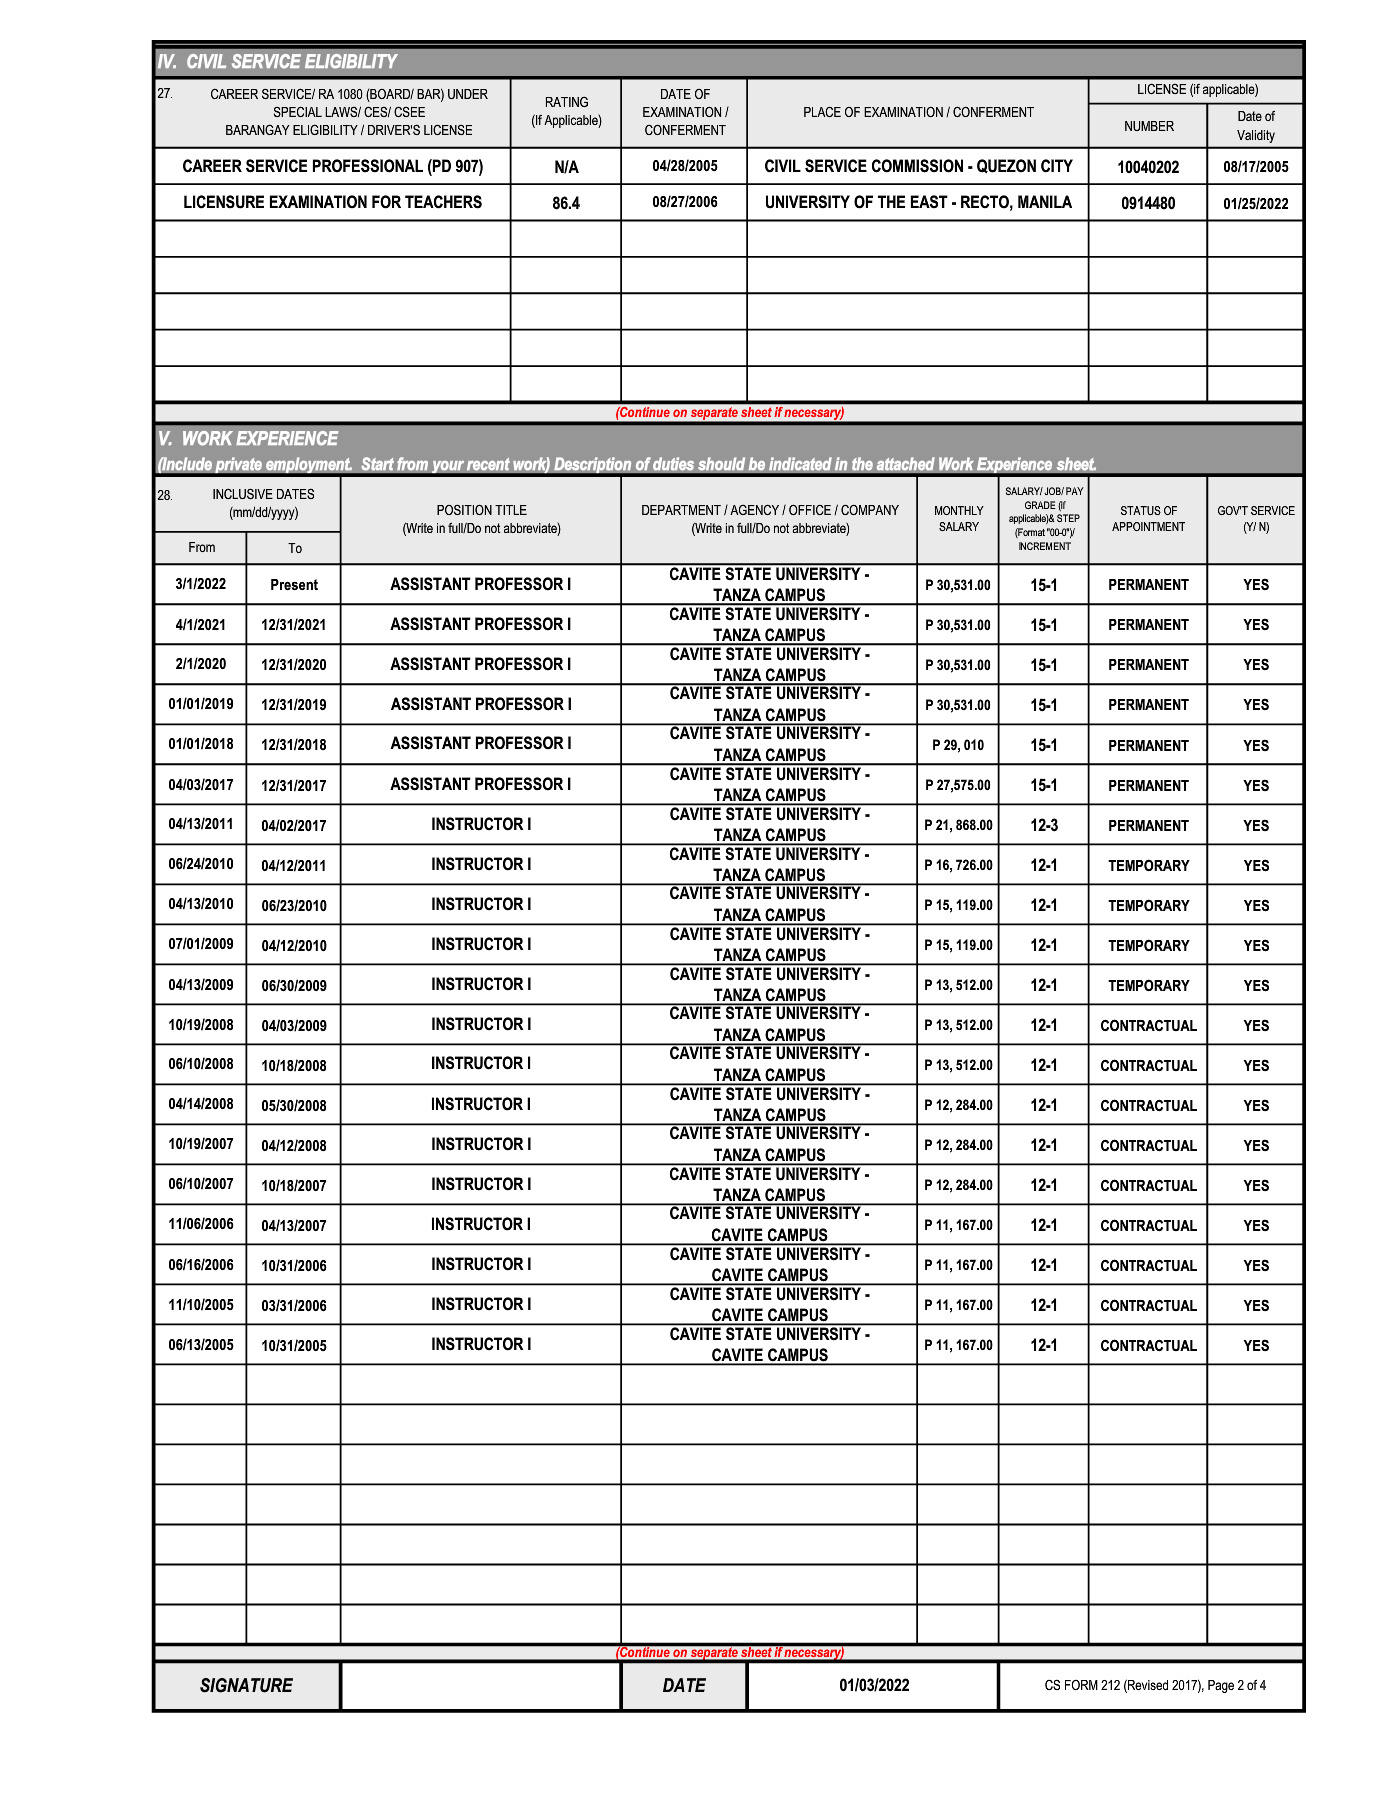 IV. CIVIL SERVICE ELIGIBILITY
27. CAREER SERVICE/ RA 1080 (BOARD/ BAR) UNDER
SPECIAL LAWS/ CES/ CSEE
BARANGAY ELIGIBILITY / DRIVER'S LICENSE
RATING
(If Applicable)
DATE OF
EXAMINATION /
CONFERMENT
PLACE OF EXAMINATION / CONFERMENT
LICENSE (if applicable)
NUMBER
Date of
Validity
CAREER SERVICE PROFESSIONAL (PD 907) N/A 04/28/2005 CIVIL SERVICE COMMISSION - QUEZON CITY 10040202 08/17/2005
LICENSURE EXAMINATION FOR TEACHERS 86.4 08/27/2006 UNIVERSITY OF THE EAST - RECTO, MANILA 0914480 01/25/2022
(Continue on separate sheet if necessary)
V. WORK EXPERIENCE
(Include private employment. Start from your recent work) Description of duties should be indicated in the attached Work Experience sheet.
28. INCLUSIVE DATES
(mm/dd/yyyy)
From To
POSITION TITLE
(Write in full/Do not abbreviate)
DEPARTMENT / AGENCY / OFFICE / COMPANY
(Write in full/Do not abbreviate)
MONTHLY
SALARY
SALARY/ JOB/ PAY
GRADE (if
applicable)& STEP
(Format "00-0")/
INCREMENT
STATUS OF
APPOINTMENT
GOV'T SERVICE
(Y/ N)
3/1/2022 Present ASSISTANT PROFESSOR I CAVITE STATE UNIVERSITY -
TANZA CAMPUS P 30,531.00 15-1 PERMANENT YES
4/1/2021 12/31/2021 ASSISTANT PROFESSOR I CAVITE STATE UNIVERSITY -
TANZA CAMPUS P 30,531.00 15-1 PERMANENT YES
2/1/2020 12/31/2020 ASSISTANT PROFESSOR I CAVITE STATE UNIVERSITY -
TANZA CAMPUS P 30,531.00 15-1 PERMANENT YES
01/01/2019 12/31/2019 ASSISTANT PROFESSOR I CAVITE STATE UNIVERSITY -
TANZA CAMPUS P 30,531.00 15-1 PERMANENT YES
01/01/2018 12/31/2018 ASSISTANT PROFESSOR I CAVITE STATE UNIVERSITY -
TANZA CAMPUS P 29, 010 15-1 PERMANENT YES
04/03/2017 12/31/2017 ASSISTANT PROFESSOR I CAVITE STATE UNIVERSITY -
TANZA CAMPUS P 27,575.00 15-1 PERMANENT YES
04/13/2011 04/02/2017 INSTRUCTOR I CAVITE STATE UNIVERSITY -
TANZA CAMPUS P 21, 868.00 12-3 PERMANENT YES
06/24/2010 04/12/2011 INSTRUCTOR I CAVITE STATE UNIVERSITY -
TANZA CAMPUS P 16, 726.00 12-1 TEMPORARY YES
04/13/2010 06/23/2010 INSTRUCTOR I CAVITE STATE UNIVERSITY -
TANZA CAMPUS P 15, 119.00 12-1 TEMPORARY YES
07/01/2009 04/12/2010 INSTRUCTOR I CAVITE STATE UNIVERSITY -
TANZA CAMPUS P 15, 119.00 12-1 TEMPORARY YES
04/13/2009 06/30/2009 INSTRUCTOR I CAVITE STATE UNIVERSITY -
TANZA CAMPUS P 13, 512.00 12-1 TEMPORARY YES
10/19/2008 04/03/2009 INSTRUCTOR I CAVITE STATE UNIVERSITY -
TANZA CAMPUS P 13, 512.00 12-1 CONTRACTUAL YES
06/10/2008 10/18/2008 INSTRUCTOR I CAVITE STATE UNIVERSITY -
TANZA CAMPUS P 13, 512.00 12-1 CONTRACTUAL YES
04/14/2008 05/30/2008 INSTRUCTOR I CAVITE STATE UNIVERSITY -
TANZA CAMPUS P 12, 284.00 12-1 CONTRACTUAL YES
10/19/2007 04/12/2008 INSTRUCTOR I CAVITE STATE UNIVERSITY -
TANZA CAMPUS P 12, 284.00 12-1 CONTRACTUAL YES
06/10/2007 10/18/2007 INSTRUCTOR I CAVITE STATE UNIVERSITY -
TANZA CAMPUS P 12, 284.00 12-1 CONTRACTUAL YES
11/06/2006 04/13/2007 INSTRUCTOR I CAVITE STATE UNIVERSITY -
CAVITE CAMPUS P 11, 167.00 12-1 CONTRACTUAL YES
06/16/2006 10/31/2006 INSTRUCTOR I CAVITE STATE UNIVERSITY -
CAVITE CAMPUS P 11, 167.00 12-1 CONTRACTUAL YES
11/10/2005 03/31/2006 INSTRUCTOR I CAVITE STATE UNIVERSITY -
CAVITE CAMPUS P 11, 167.00 12-1 CONTRACTUAL YES
06/13/2005 10/31/2005 INSTRUCTOR I CAVITE STATE UNIVERSITY -
CAVITE CAMPUS P 11, 167.00 12-1 CONTRACTUAL YES
(Continue on separate sheet if necessary)
SIGNATURE DATE 01/03/2022 CS FORM 212 (Revised 2017), Page 2 of 4